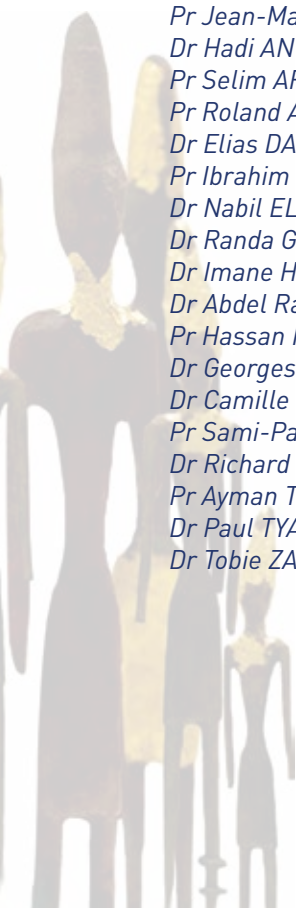 Pr Jean-Ma
Dr Hadi AN
Pr Selim AR
Pr Roland A
Dr Elias DA
Pr Ibrahim
Dr Nabil EL
Dr Randa G
Dr Imane H
Dr Abdel Ra
Pr Hassan
Dr Georges
Dr Camille
Pr Sami-Pa
Dr Richard
Pr Ayman T
Dr Paul TYA
Dr Tobie ZA